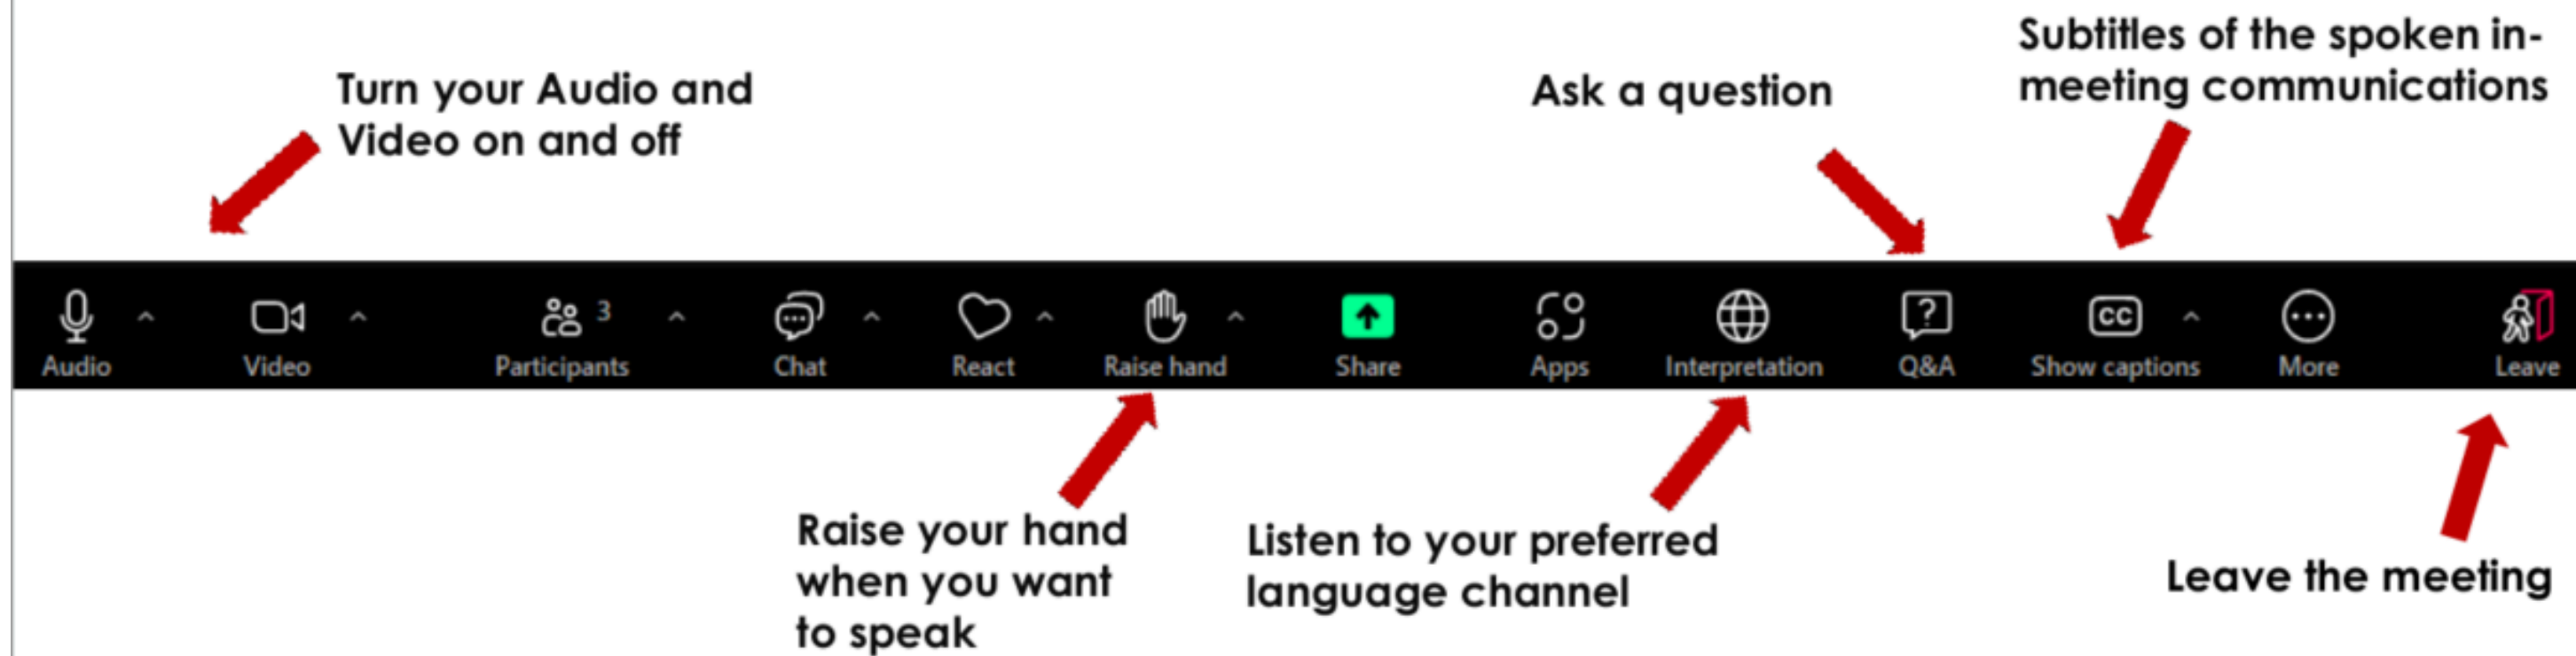 Turn your Audio and
Video on and off
Ask a question
Subtitles of the spoken in-
meeting communications
Audio
Video
Participants
3
Chat
React
Raise hand
Share
Apps
Interpretation
Q&A
CC
Show captions
More
Leave
Raise your hand
when you want
to speak
Listen to your preferred
language channel
Leave the meeting